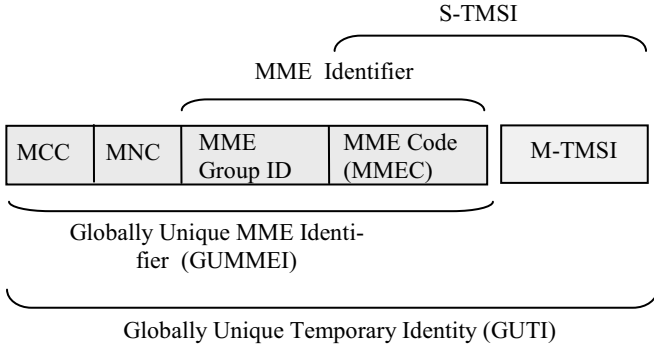 S-TMSI
MME Identifier
MCC
MNC
MME
Group ID
MME Code
(MMEC)
M-TMSI
Globally Unique MME Identi-
fier (GUMMEI)
Globally Unique Temporary Identity (GUTI)